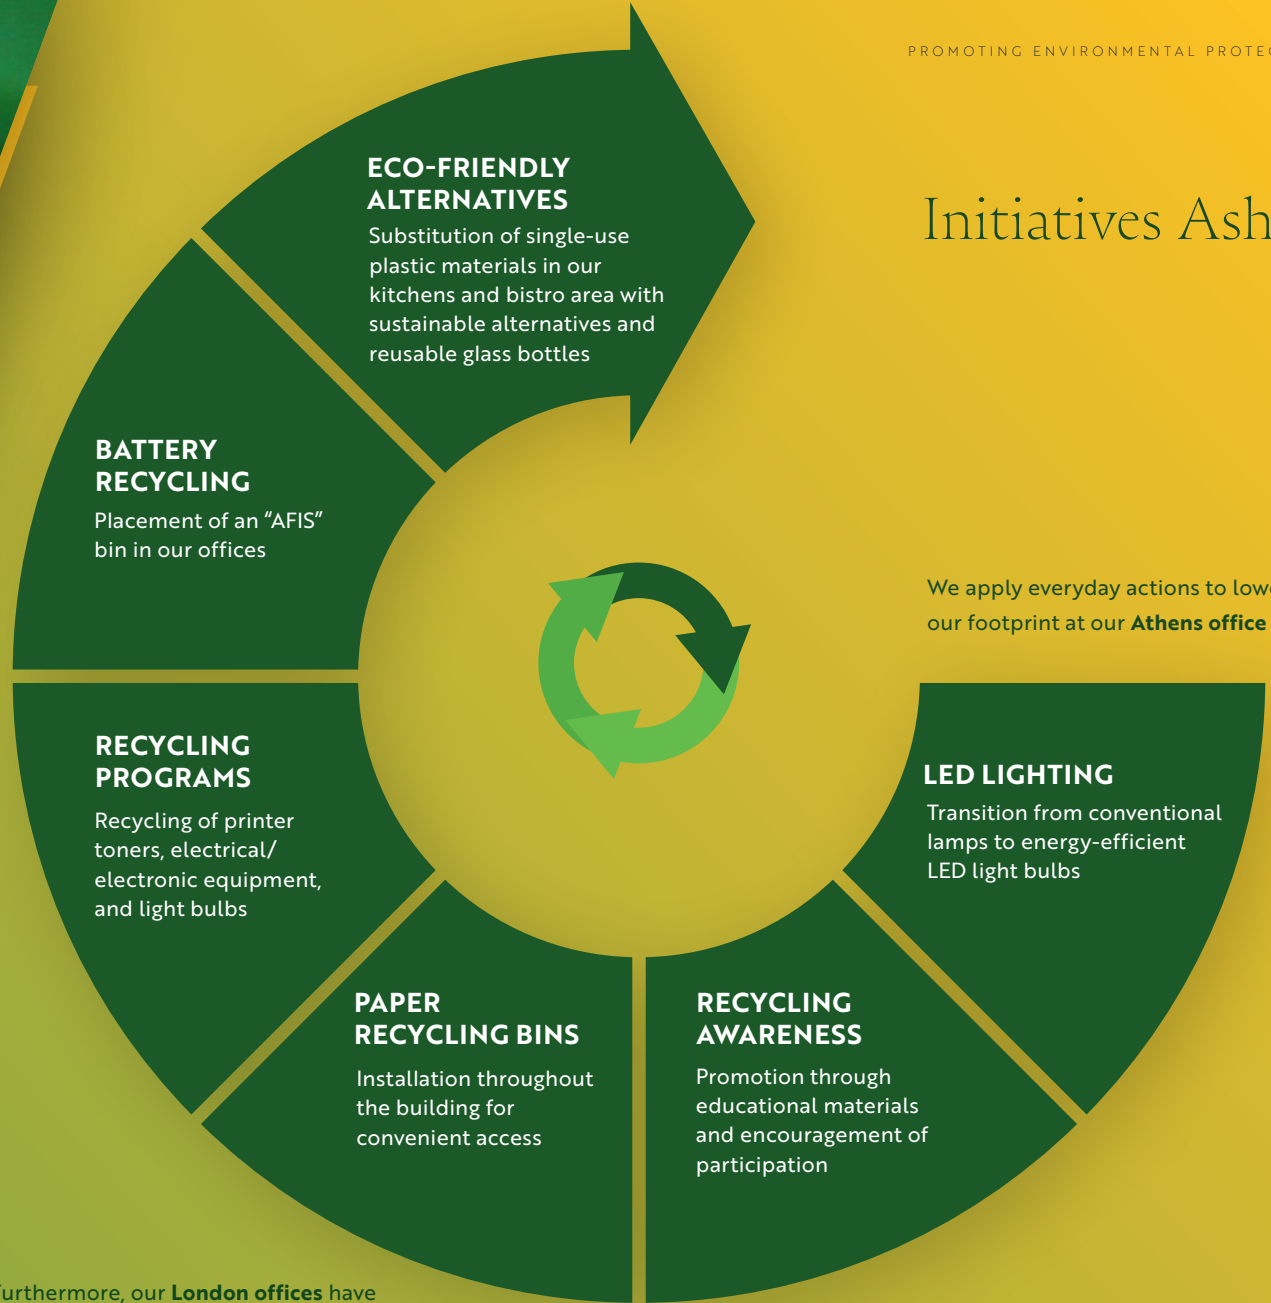 PROMOTING ENVIRONMENTAL
Initiatives
ECO-FRIENDLY
ALTERNATIVES
Substitution of single-use
plastic materials in our
kitchens and bistro area with
sustainable alternatives and
reusable glass bottles
BATTERY
RECYCLING
Placement of an “AFIS”
bin in our offices
We apply everyday actions to
our footprint at our Athens office
RECYCLING
PROGRAMS
Recycling of printer
toners, electrical/
electronic equipment,
and light bulbs
LED LIGHTING
Transition from conventional
lamps to energy-efficient
LED light bulbs
PAPER
RECYCLING BINS
Installation throughout
the building for
convenient access
RECYCLING
AWARENESS
Promotion through
educational materials
and encouragement of
participation
Furthermore, our London offices have